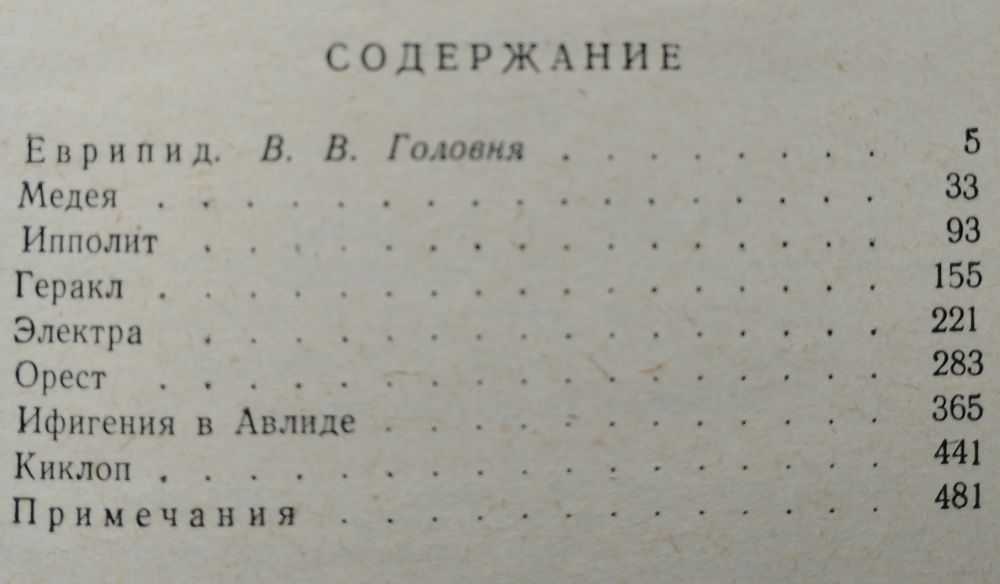 СОДЕРЖАНИЕ
Еврипид. В. В. Головня . . . . . . . . 5
Медея . . . . . . . . . . . . . . . . . 33
Ипполит . . . . . . . . . . . . . . . . 93
Геракл . . . . . . . . . . . . . . . . . 155
Электра . . . . . . . . . . . . . . . . 221
Орест . . . . . . . . . . . . . . . . . 283
Ифигения в Авлиде . . . . . . . . . . . . 365
Киклоп . . . . . . . . . . . . . . . . . 441
Примечания . . . . . . . . . . . . . 481